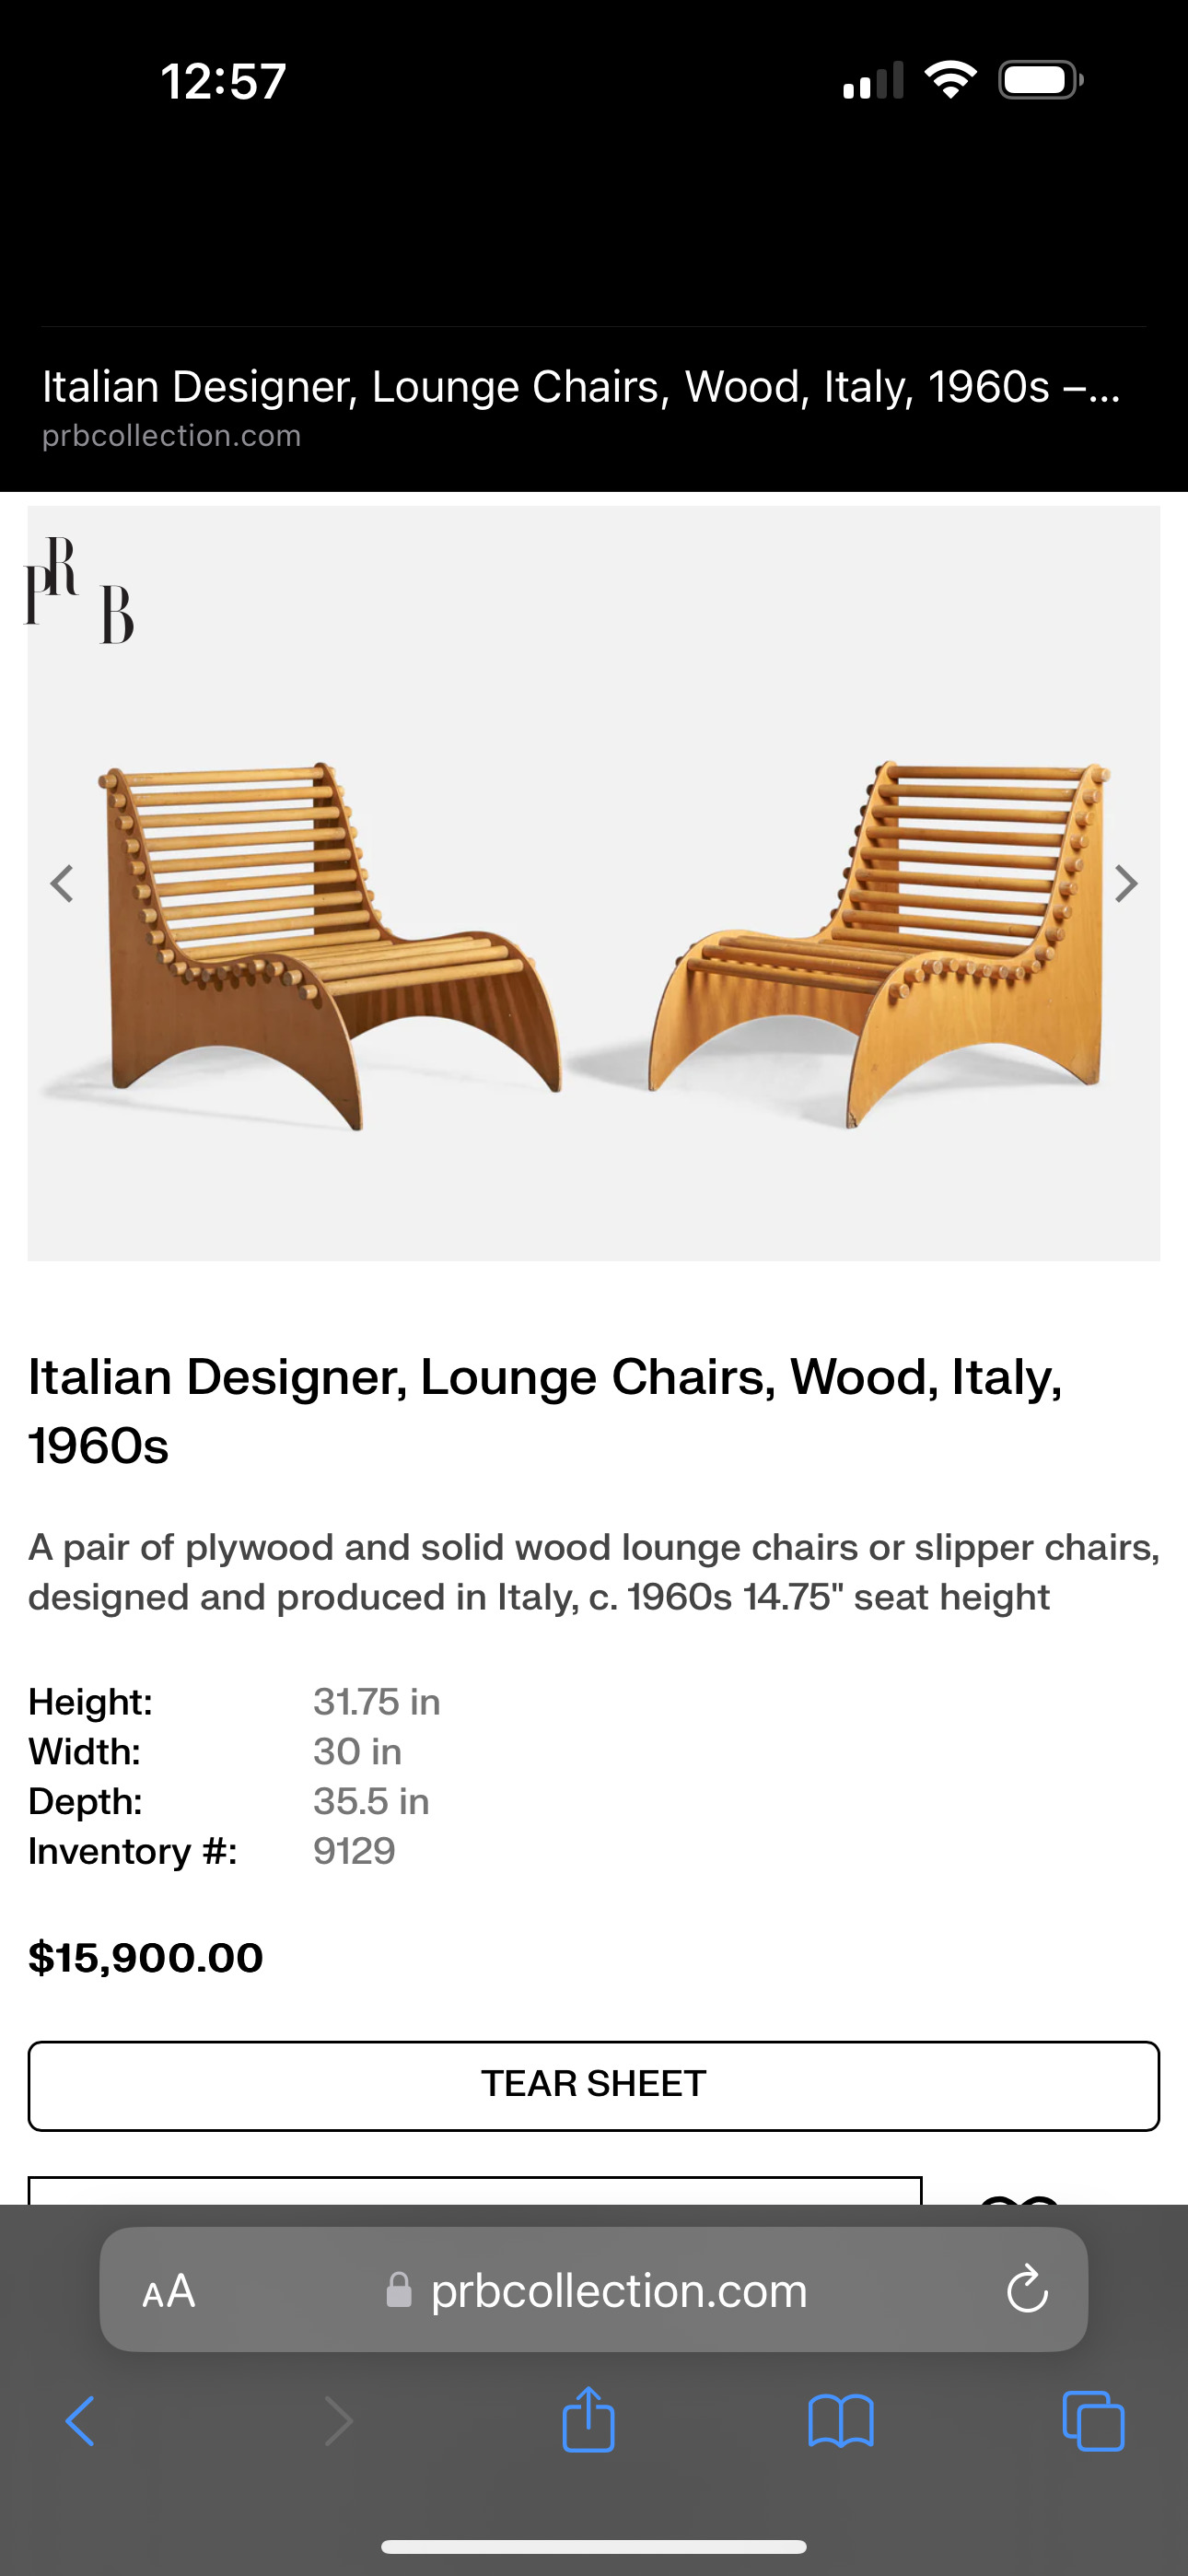 12:57
Italian Designer, Lounge Chairs, Wood, Italy, 1960s –...
prbcollection.com
PRB
Italian Designer, Lounge Chairs, Wood, Italy,
1960s
A pair of plywood and solid wood lounge chairs or slipper chairs,
designed and produced in Italy, c. 1960s 14.75" seat height
Height: 31.75 in
Width: 30 in
Depth: 35.5 in
Inventory #: 9129
$15,900.00
TEAR SHEET
AA prbcollection.com